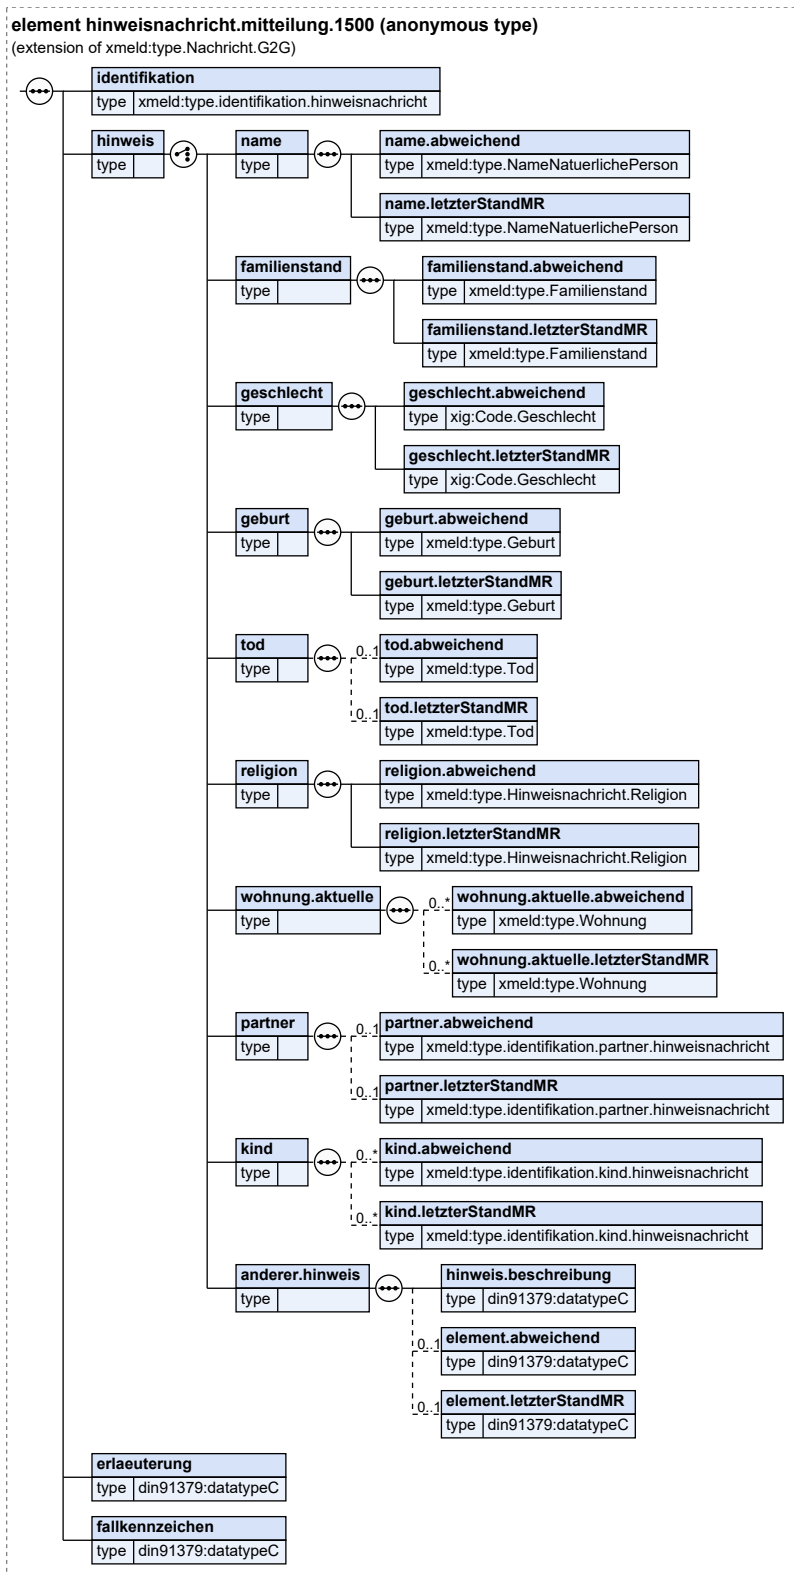 element hinweisnachricht.mitteilung.1500 (anonymous type)
(extension of xmeld:type.Nachricht.G2G)
identifikation
type xmeld:type.identifikation.hinweisnachricht
hinweis
type
name
type
name.abweichend
type xmeld:type.NameNatuerlichePerson
name.letzterStandMR
type xmeld:type.NameNatuerlichePerson
familienstand
type
familienstand.abweichend
type xmeld:type.Familienstand
familienstand.letzterStandMR
type xmeld:type.Familienstand
geschlecht
type
geschlecht.abweichend
type xig:Code.Geschlecht
geschlecht.letzterStandMR
type xig:Code.Geschlecht
geburt
type
geburt.abweichend
type xmeld:type.Geburt
geburt.letzterStandMR
type xmeld:type.Geburt
tod
type
0..1 tod.abweichend
type xmeld:type.Tod
0..1 tod.letzterStandMR
type xmeld:type.Tod
religion
type
religion.abweichend
type xmeld:type.Hinweisnachricht.Religion
religion.letzterStandMR
type xmeld:type.Hinweisnachricht.Religion
wohnung.aktuelle
type
0..* wohnung.aktuelle.abweichend
type xmeld:type.Wohnung
0..* wohnung.aktuelle.letzterStandMR
type xmeld:type.Wohnung
partner
type
0..1 partner.abweichend
type xmeld:type.identifikation.partner.hinweisnachricht
0..1 partner.letzterStandMR
type xmeld:type.identifikation.partner.hinweisnachricht
kind
type
0..* kind.abweichend
type xmeld:type.identifikation.kind.hinweisnachricht
0..* kind.letzterStandMR
type xmeld:type.identifikation.kind.hinweisnachricht
anderer.hinweis
type
hinweis.beschreibung
type din91379:datatypeC
0..1 element.abweichend
type din91379:datatypeC
0..1 element.letzterStandMR
type din91379:datatypeC
erlaeuterung
type din91379:datatypeC
fallkennzeichen
type din91379:datatypeC